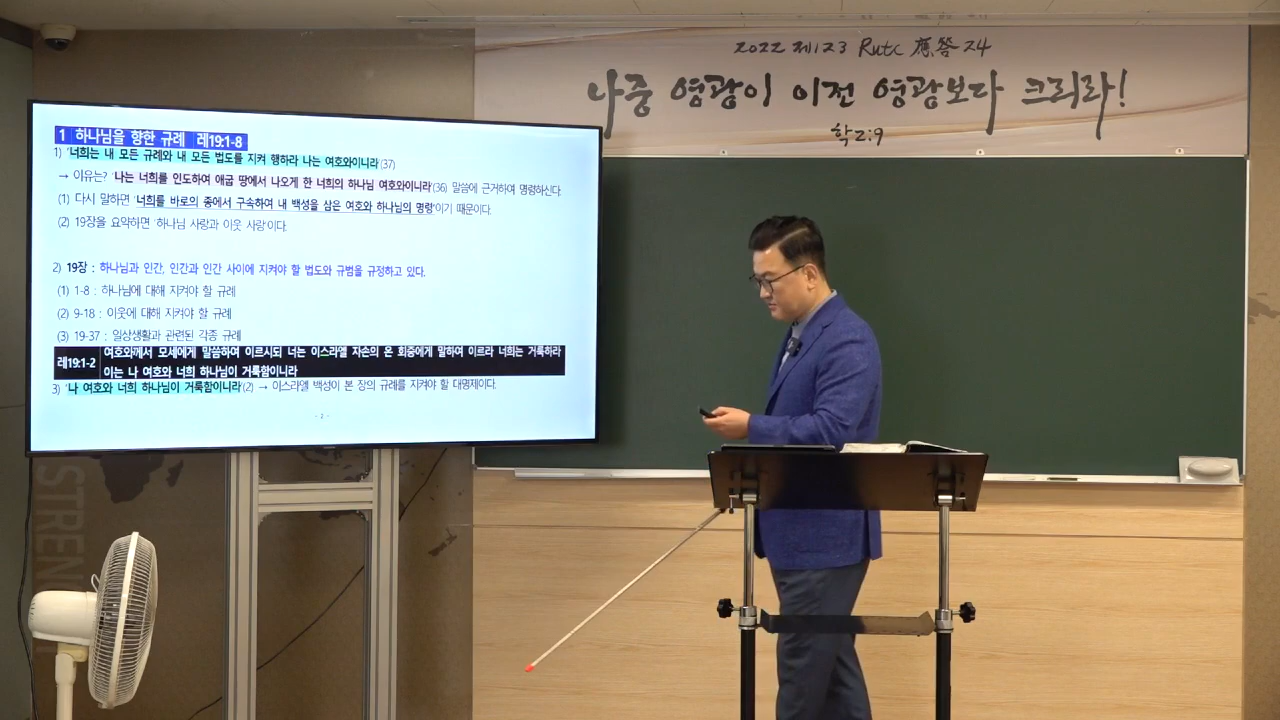 2022 제123 Rutc 應答 24
나중 영광이 이전 영광보다 크리라!
학2:9
1 하나님을 향한 규례 레19:1-8
1) '너희는 내 모든 규례와 내 모든 법도를 지켜 행하라 나는 여호와이니라'(37)
→ 이유는? '나는 너희를 인도하여 애굽 땅에서 나오게 한 너희의 하나님 여호와이니라'(36) 말씀에 근거하여 명령하신다.
(1) 다시 말하면 '너희를 바로의 종에서 구속하여 내 백성을 삼은 여호와 하나님의 명령'이기 때문이다.
(2) 19장을 요약하면 '하나님 사랑과 이웃 사랑'이다.
2) 19장 : 하나님과 인간, 인간과 인간 사이에 지켜야 할 법도와 규범을 규정하고 있다.
(1) 1-8 : 하나님에 대해 지켜야 할 규례
(2) 9-18 : 이웃에 대해 지켜야 할 규례
(3) 19-37 : 일상생활과 관련된 각종 규례
레19:1-2 여호와께서 모세에게 말씀하여 이르시되 너는 이스라엘 자손의 온 회중에게 말하여 이르라 너희는 거룩하라
이는 나 여호와 너희 하나님이 거룩함이니라
3) '나 여호와 너희 하나님이 거룩함이니라'(2) → 이스라엘 백성이 본 장의 규례를 지켜야 할 대명제이다.
- 2 -
STREN